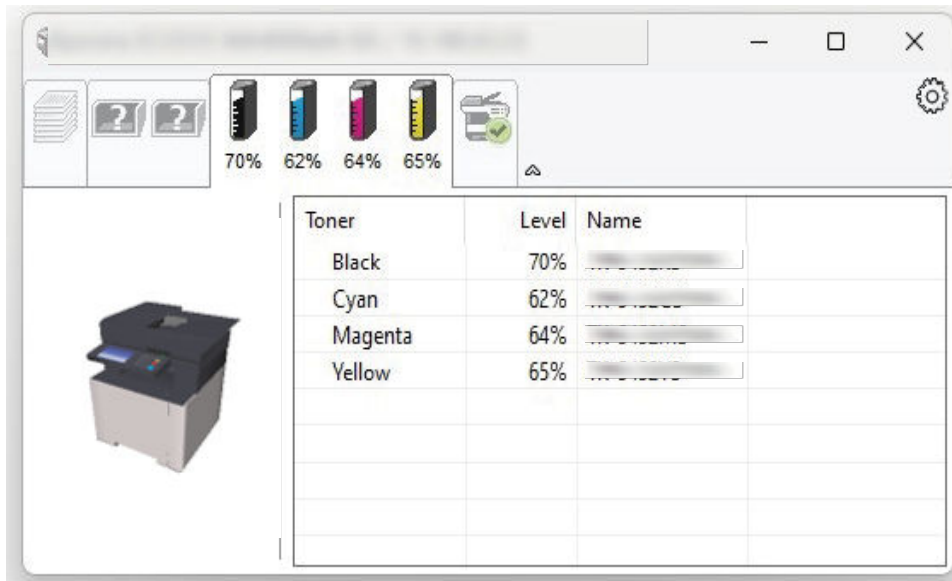 ? ?
70% 62% 64% 65%
Toner Level Name
Black 70%
Cyan 62%
Magenta 64%
Yellow 65%